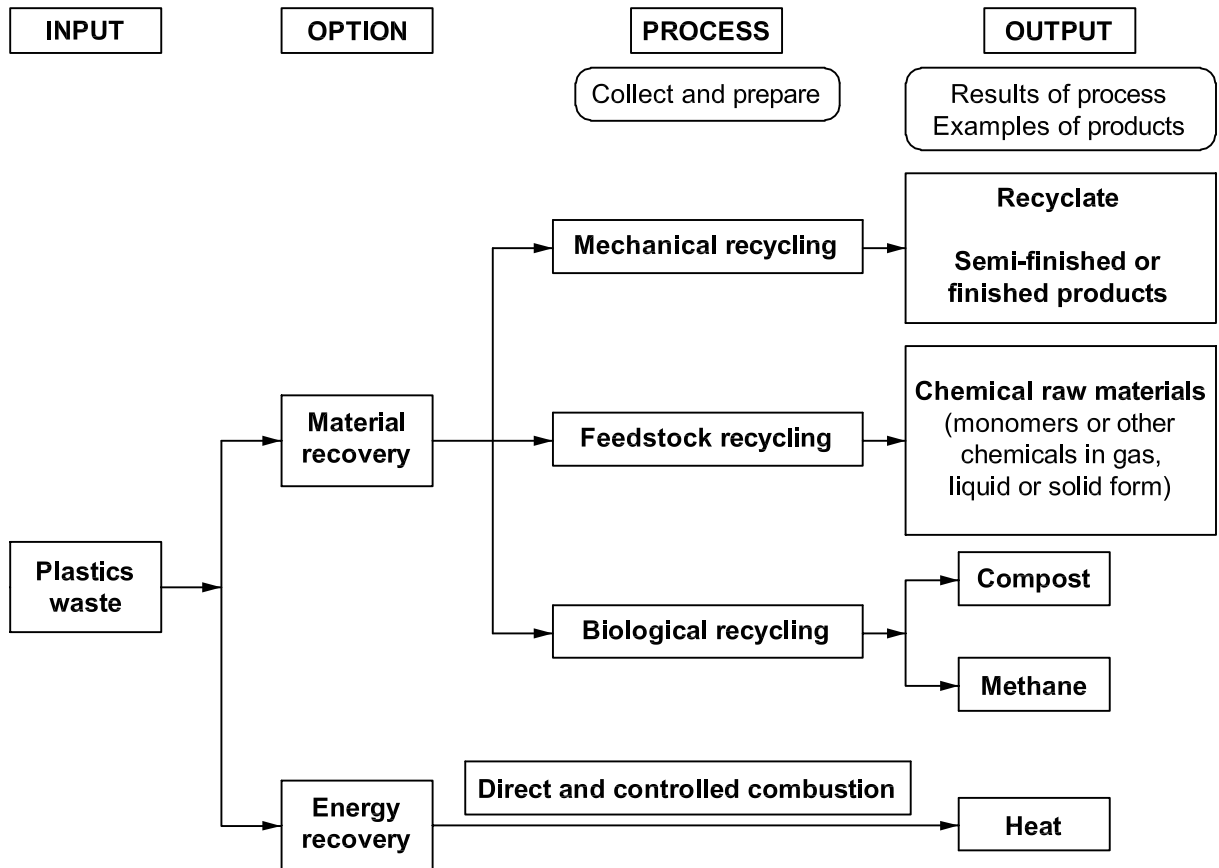 INPUT
OPTION
PROCESS
OUTPUT
Collect and prepare
Results of process
Examples of products
Mechanical recycling
Recyclate
Semi-finished or
finished products
Material
recovery
Feedstock recycling
Chemical raw materials
(monomers or other
chemicals in gas,
liquid or solid form)
Plastics
waste
Biological recycling
Compost
Methane
Energy
recovery
Direct and controlled combustion
Heat